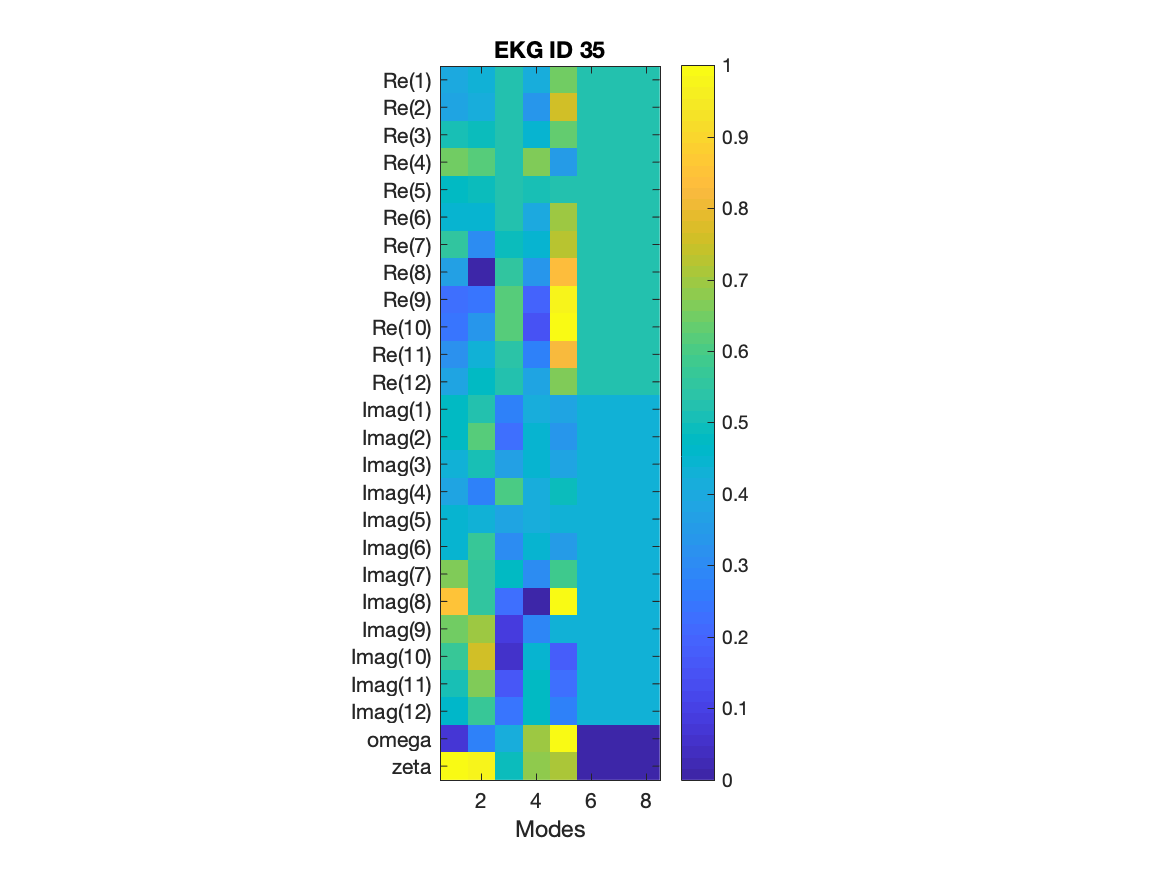 EKG ID 35
Re(1)
Re(2)
Re(3)
Re(4)
Re(5)
Re(6)
Re(7)
Re(8)
Re(9)
Re(10)
Re(11)
Re(12)
Imag(1)
Imag(2)
Imag(3)
Imag(4)
Imag(5)
Imag(6)
Imag(7)
Imag(8)
Imag(9)
Imag(10)
Imag(11)
Imag(12)
omega
zeta
2 4 6 8
Modes
1
0.9
0.8
0.7
0.6
0.5
0.4
0.3
0.2
0.1
0